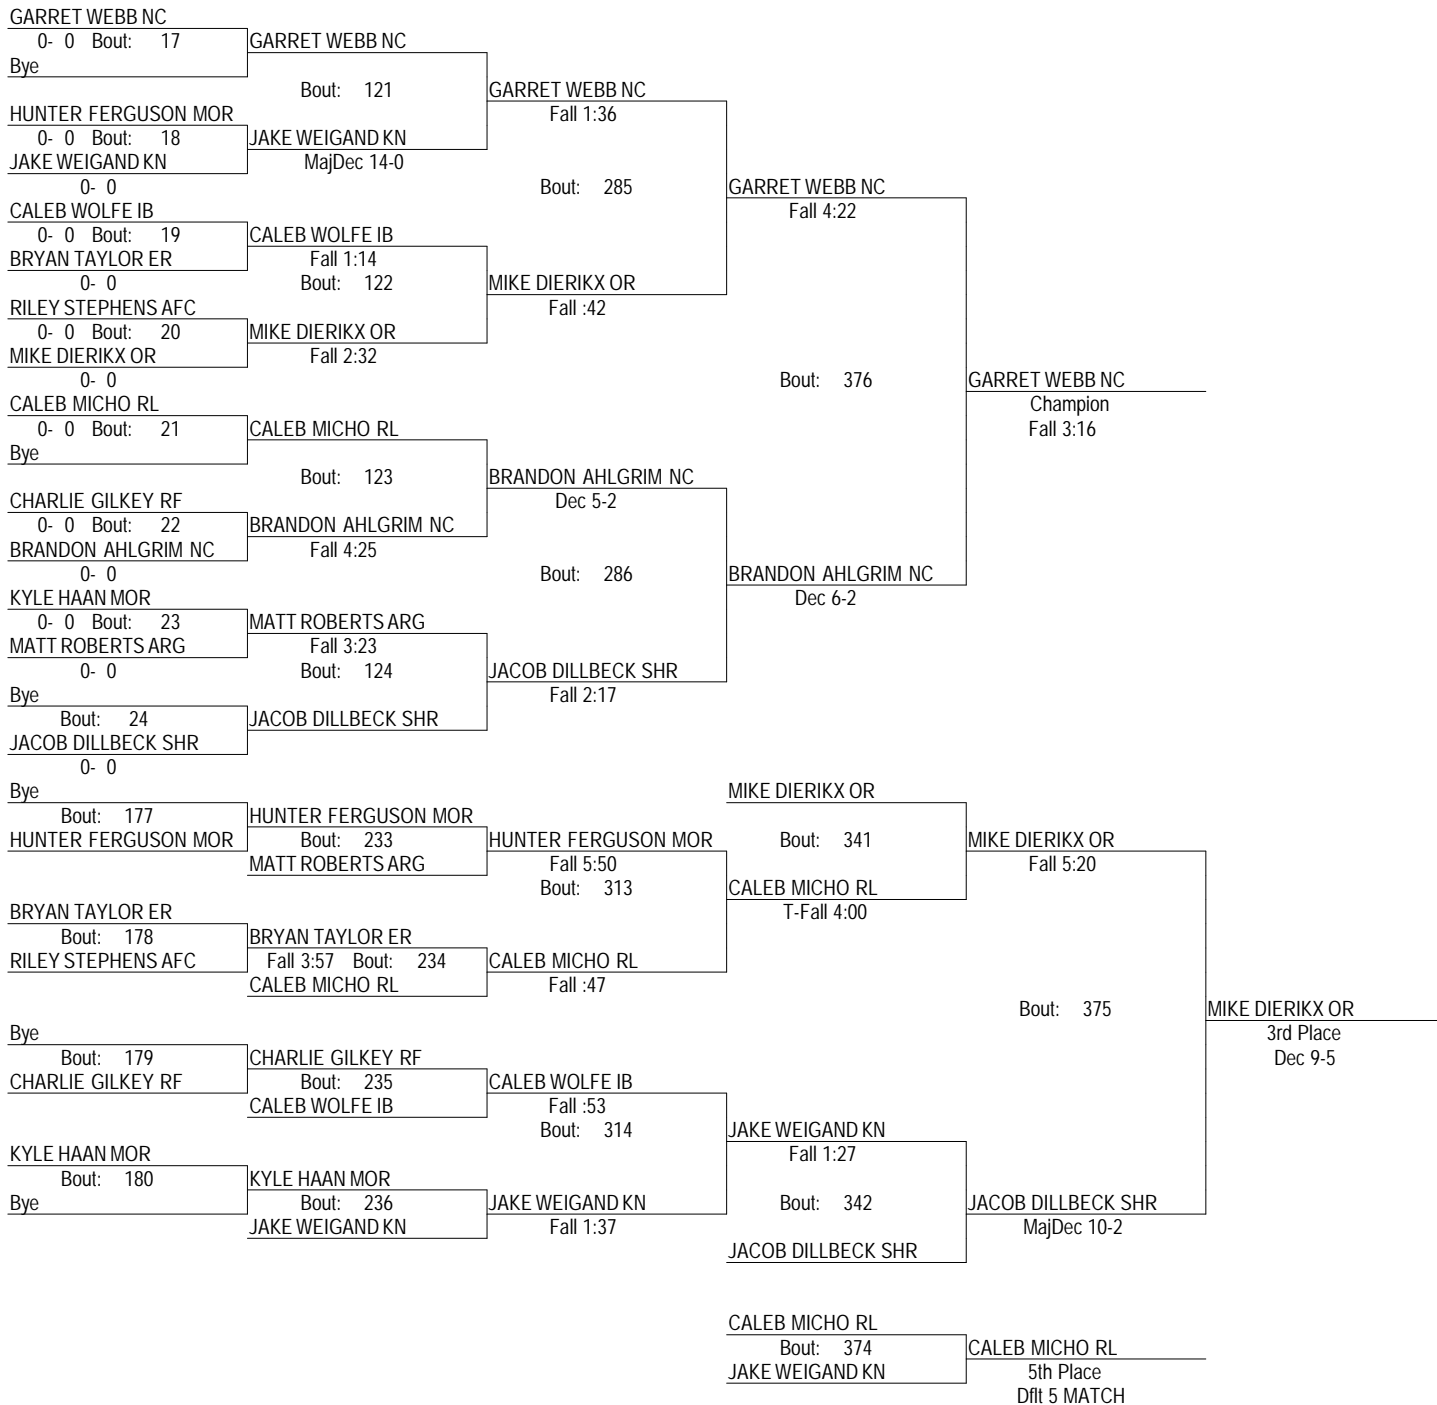 GARRET WEBB NC
0- 0 Bout: 17 GARRET WEBB NC
Bye
Bout: 121 GARRET WEBB NC
HUNTER FERGUSON MOR Fall 1:36
0- 0 Bout: 18 JAKE WEIGAND KN
JAKE WEIGAND KN MajDec 14-0
0- 0 Bout: 285 GARRET WEBB NC
CALEB WOLFE IB Fall 4:22
0- 0 Bout: 19 CALEB WOLFE IB
BRYAN TAYLOR ER Fall 1:14
0- 0 Bout: 122 MIKE DIERIKX OR
RILEY STEPHENS AFC Fall :42
0- 0 Bout: 20 MIKE DIERIKX OR
MIKE DIERIKX OR Fall 2:32
0- 0 Bout: 376 GARRET WEBB NC
CALEB MICHO RL Champion
0- 0 Bout: 21 CALEB MICHO RL Fall 3:16
Bye
Bout: 123 BRANDON AHLGRIM NC
CHARLIE GILKEY RF Dec 5-2
0- 0 Bout: 22 BRANDON AHLGRIM NC
BRANDON AHLGRIM NC Fall 4:25
0- 0 Bout: 286 BRANDON AHLGRIM NC
KYLE HAAN MOR Dec 6-2
0- 0 Bout: 23 MATT ROBERTS ARG
MATT ROBERTS ARG Fall 3:23
0- 0 Bout: 124 JACOB DILLBECK SHR
Bye Fall 2:17
Bout: 24 JACOB DILLBECK SHR
JACOB DILLBECK SHR
0- 0
Bye MIKE DIERIKX OR
Bout: 177 HUNTER FERGUSON MOR
HUNTER FERGUSON MOR Bout: 233 HUNTER FERGUSON MOR Bout: 341 MIKE DIERIKX OR
MATT ROBERTS ARG Fall 5:50 Fall 5:20
Bout: 313 CALEB MICHO RL
BRYAN TAYLOR ER T-Fall 4:00
Bout: 178 BRYAN TAYLOR ER
RILEY STEPHENS AFC Fall 3:57 Bout: 234 CALEB MICHO RL
CALEB MICHO RL Fall :47
Bout: 375 MIKE DIERIKX OR
Bye 3rd Place
Bout: 179 CHARLIE GILKEY RF Dec 9-5
CHARLIE GILKEY RF Bout: 235 CALEB WOLFE IB
CALEB WOLFE IB Fall :53
Bout: 314 JAKE WEIGAND KN
KYLE HAAN MOR Fall 1:27
Bout: 180 KYLE HAAN MOR
Bye Bout: 236 JAKE WEIGAND KN Bout: 342 JACOB DILLBECK SHR
JAKE WEIGAND KN Fall 1:37 MajDec 10-2
JACOB DILLBECK SHR
CALEB MICHO RL
Bout: 374 CALEB MICHO RL
JAKE WEIGAND KN 5th Place
Dflt 5 MATCH